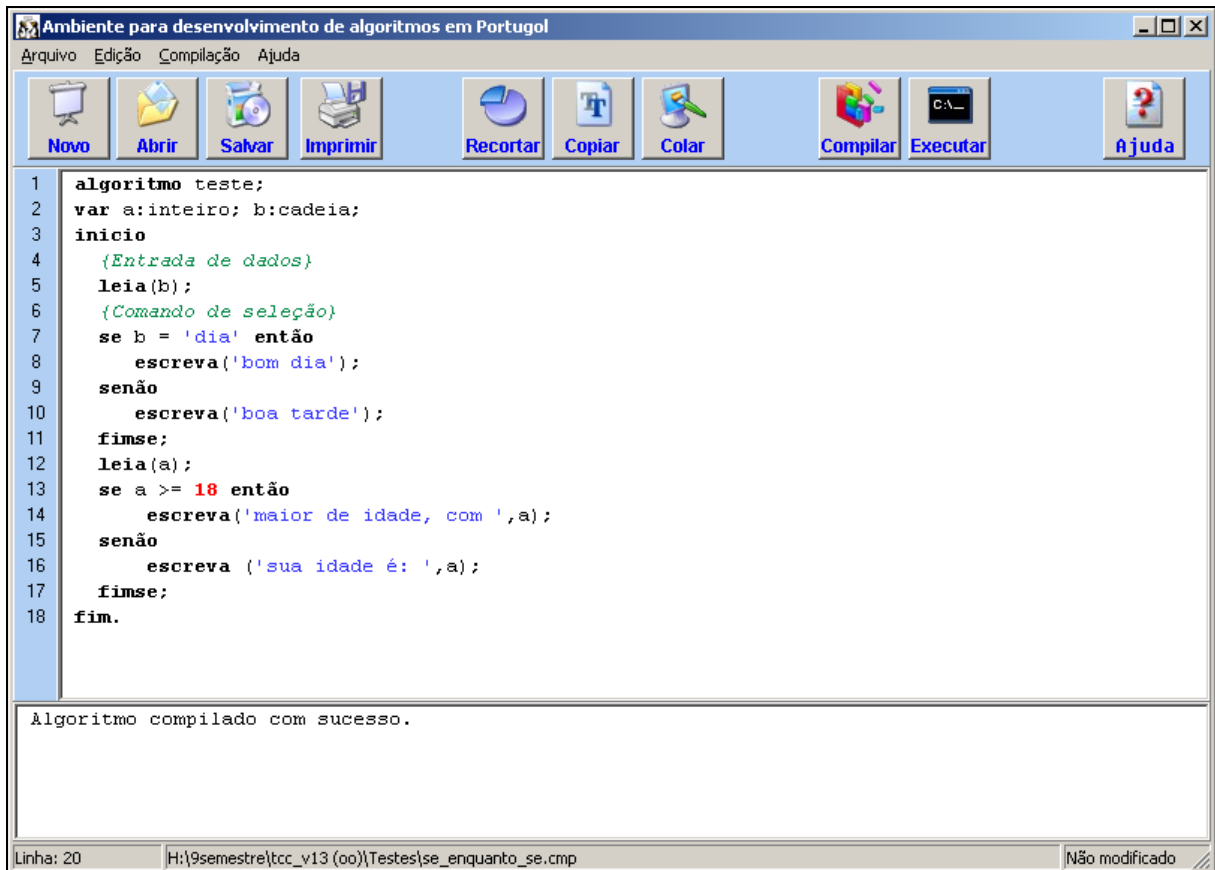 Ambiente para desenvolvimento de algoritmos em Portugol
Arquivo Edição Compilação Ajuda
Novo Abrir Salvar Imprimir Recortar Copiar Colar Compilar Executar Ajuda
C:\_
1 algoritmo teste;
2 var a:inteiro; b:cadeia;
3 inicio
4 {Entrada de dados}
5 leia(b);
6 {Comando de seleção}
7 se b = 'dia' então
8 escreva('bom dia');
9 senão
10 escreva('boa tarde');
11 fimse;
12 leia(a);
13 se a >= 18 então
14 escreva('maior de idade, com ',a);
15 senão
16 escreva ('sua idade é: ',a);
17 fimse;
18 fim.
Algoritmo compilado com sucesso.
Linha: 20 H:\9semestre\tcc_v13 (oo)\Testes\se_enquanto_se.cmp Não modificado